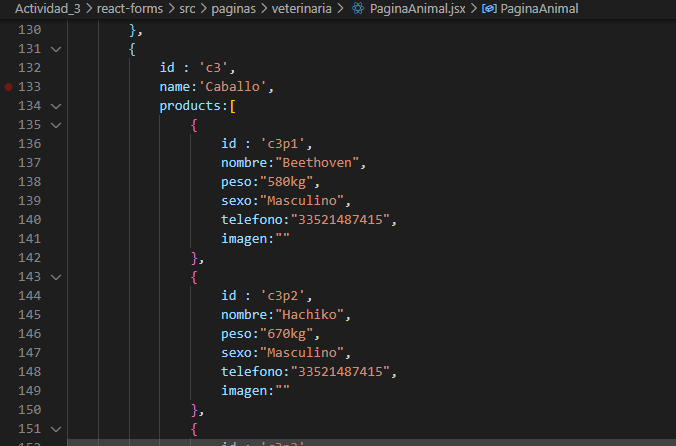 Actividad_3 > react-forms > src > paginas > veterinaria > PaginaAnimal.jsx > PaginaAnimal
130 },
131 {
132 id : 'c3',
133 name:'Caballo',
134 products:[
135 {
136 id : 'c3p1',
137 nombre:"Beethoven",
138 peso:"580kg",
139 sexo:"Masculino",
140 telefono:"33521487415",
141 imagen:""
142 },
143 {
144 id : 'c3p2',
145 nombre:"Hachiko",
146 peso:"670kg",
147 sexo:"Masculino",
148 telefono:"33521487415",
149 imagen:""
150 },
151 {